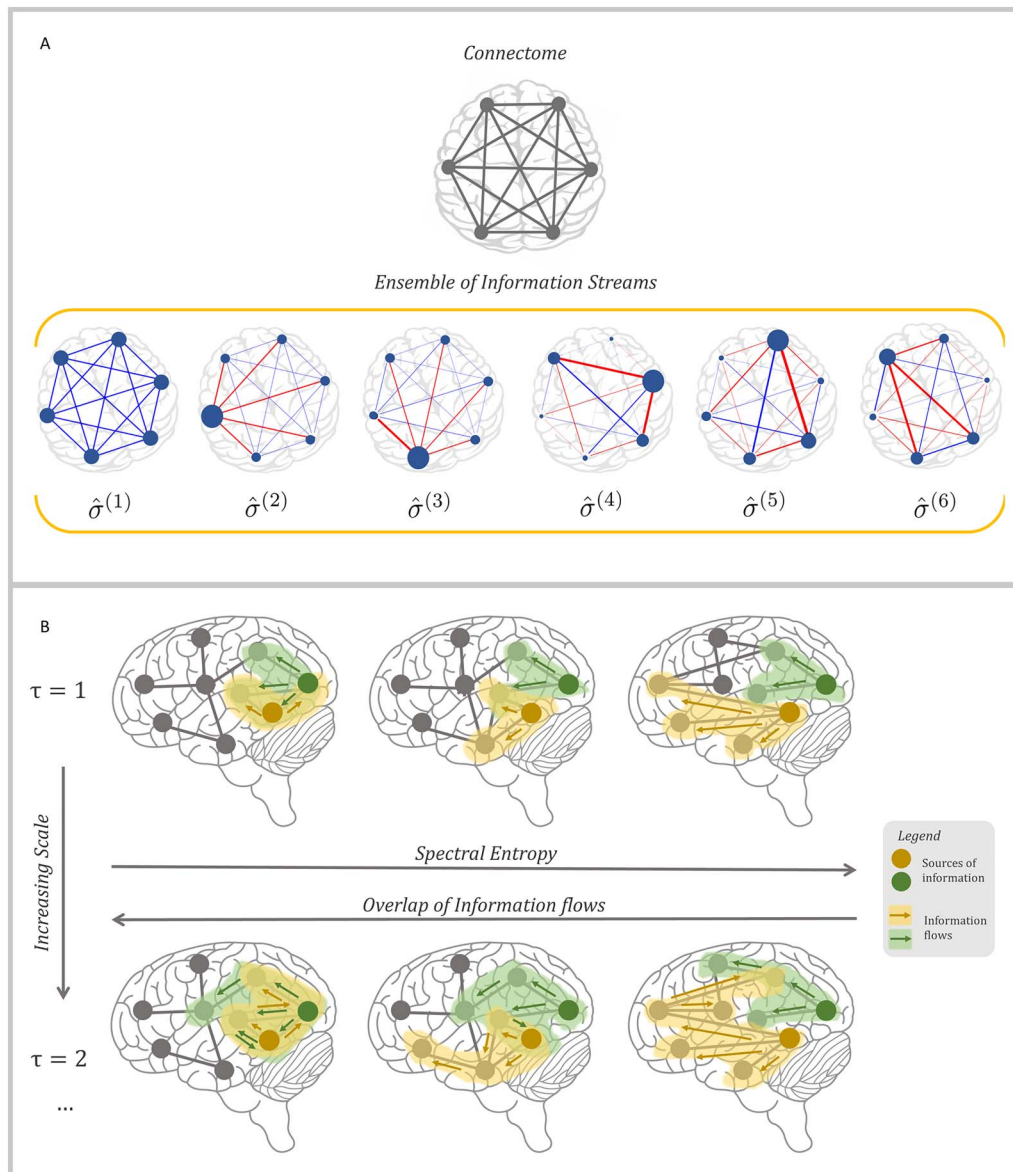 A
Connectome
Ensemble of Information Streams
σ̂⁽¹⁾ σ̂⁽²⁾ σ̂⁽³⁾ σ̂⁽⁴⁾ σ̂⁽⁵⁾ σ̂⁽⁶⁾
B
τ = 1
Increasing Scale
Spectral Entropy
Overlap of Information flows
τ = 2
...
Legend
Sources of
information
Information
flows